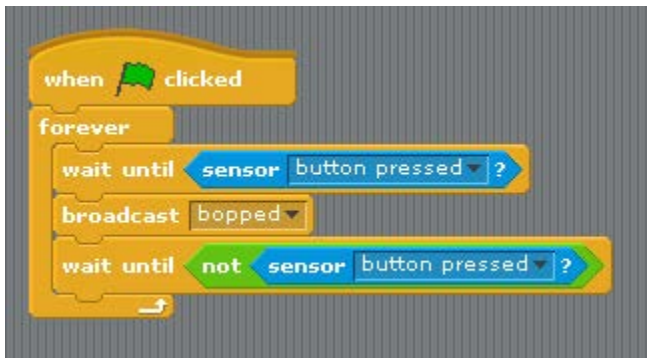 when clicked
forever
wait until sensor button pressed ?
broadcast bopped
wait until not sensor button pressed ?